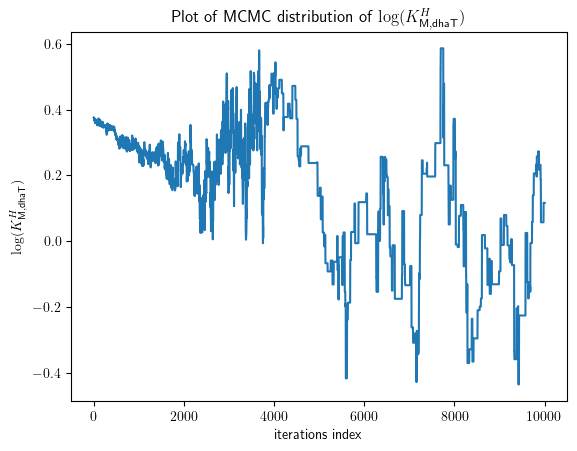 Plot of MCMC distribution of log(K^H_{M,dhaT})
log(K^H_{M,dhaT})
0.6
0.4
0.2
0.0
−0.2
−0.4
0 2000 4000 6000 8000 10000
iterations index